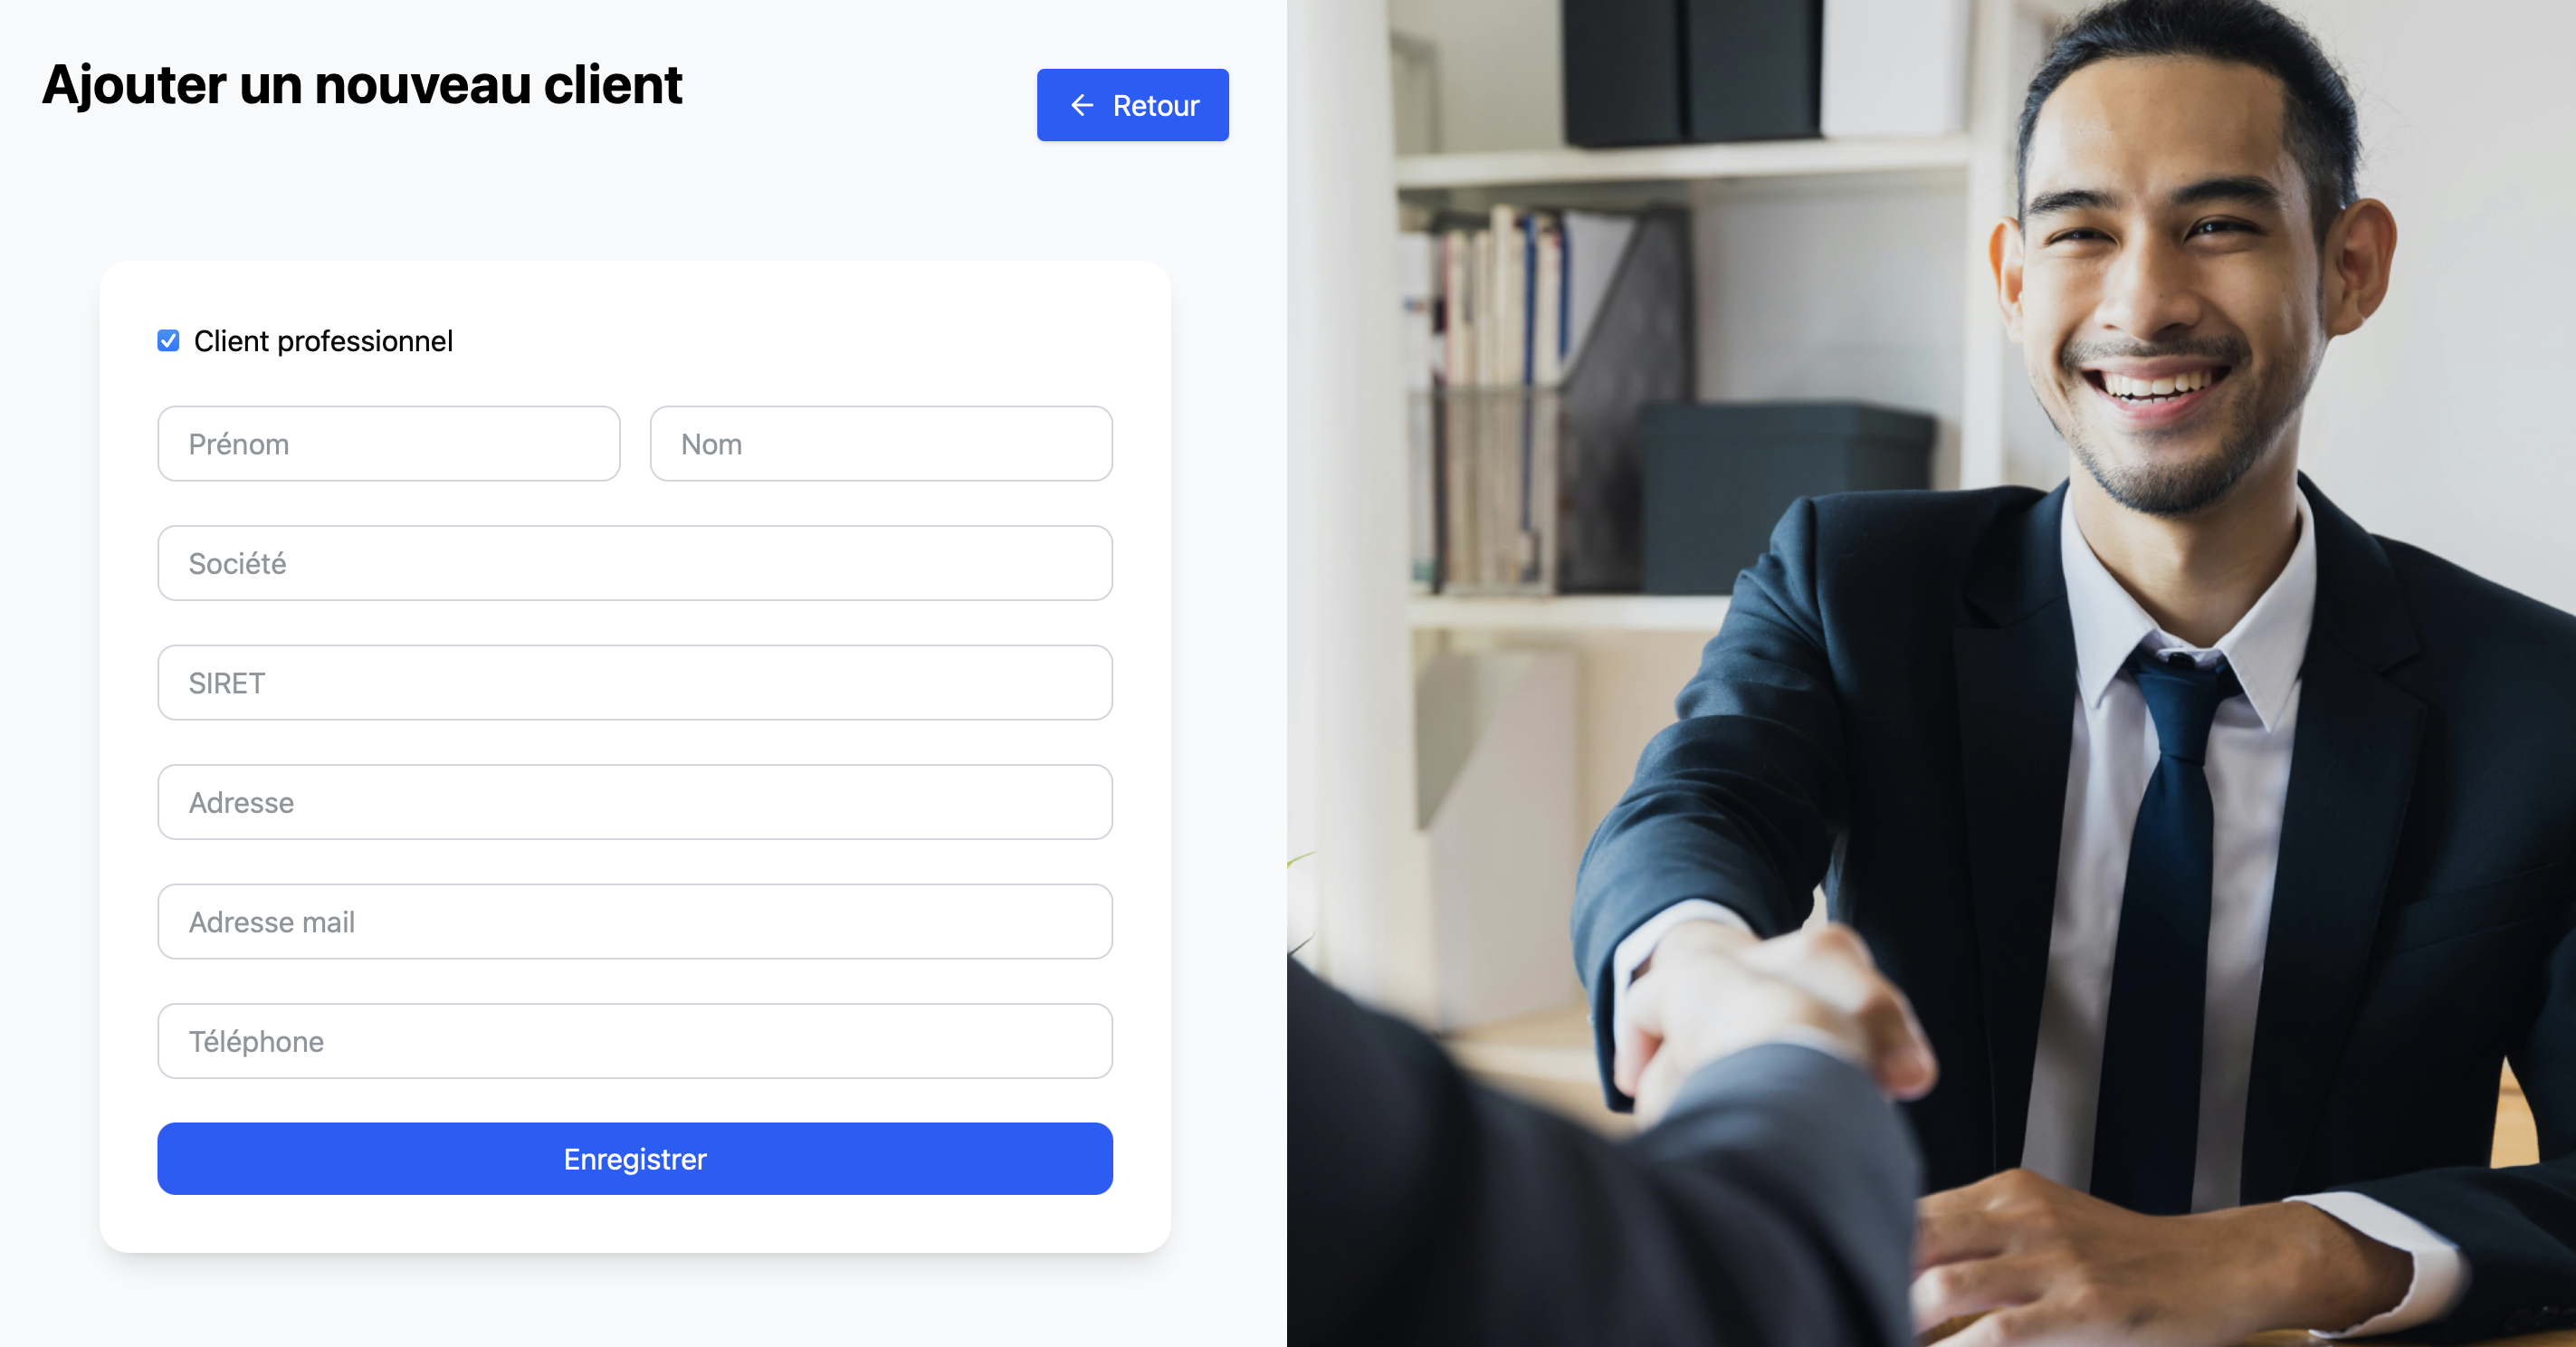 Ajouter un nouveau client
Retour
Client professionnel
Prénom
Nom
Société
SIRET
Adresse
Adresse mail
Téléphone
Enregistrer